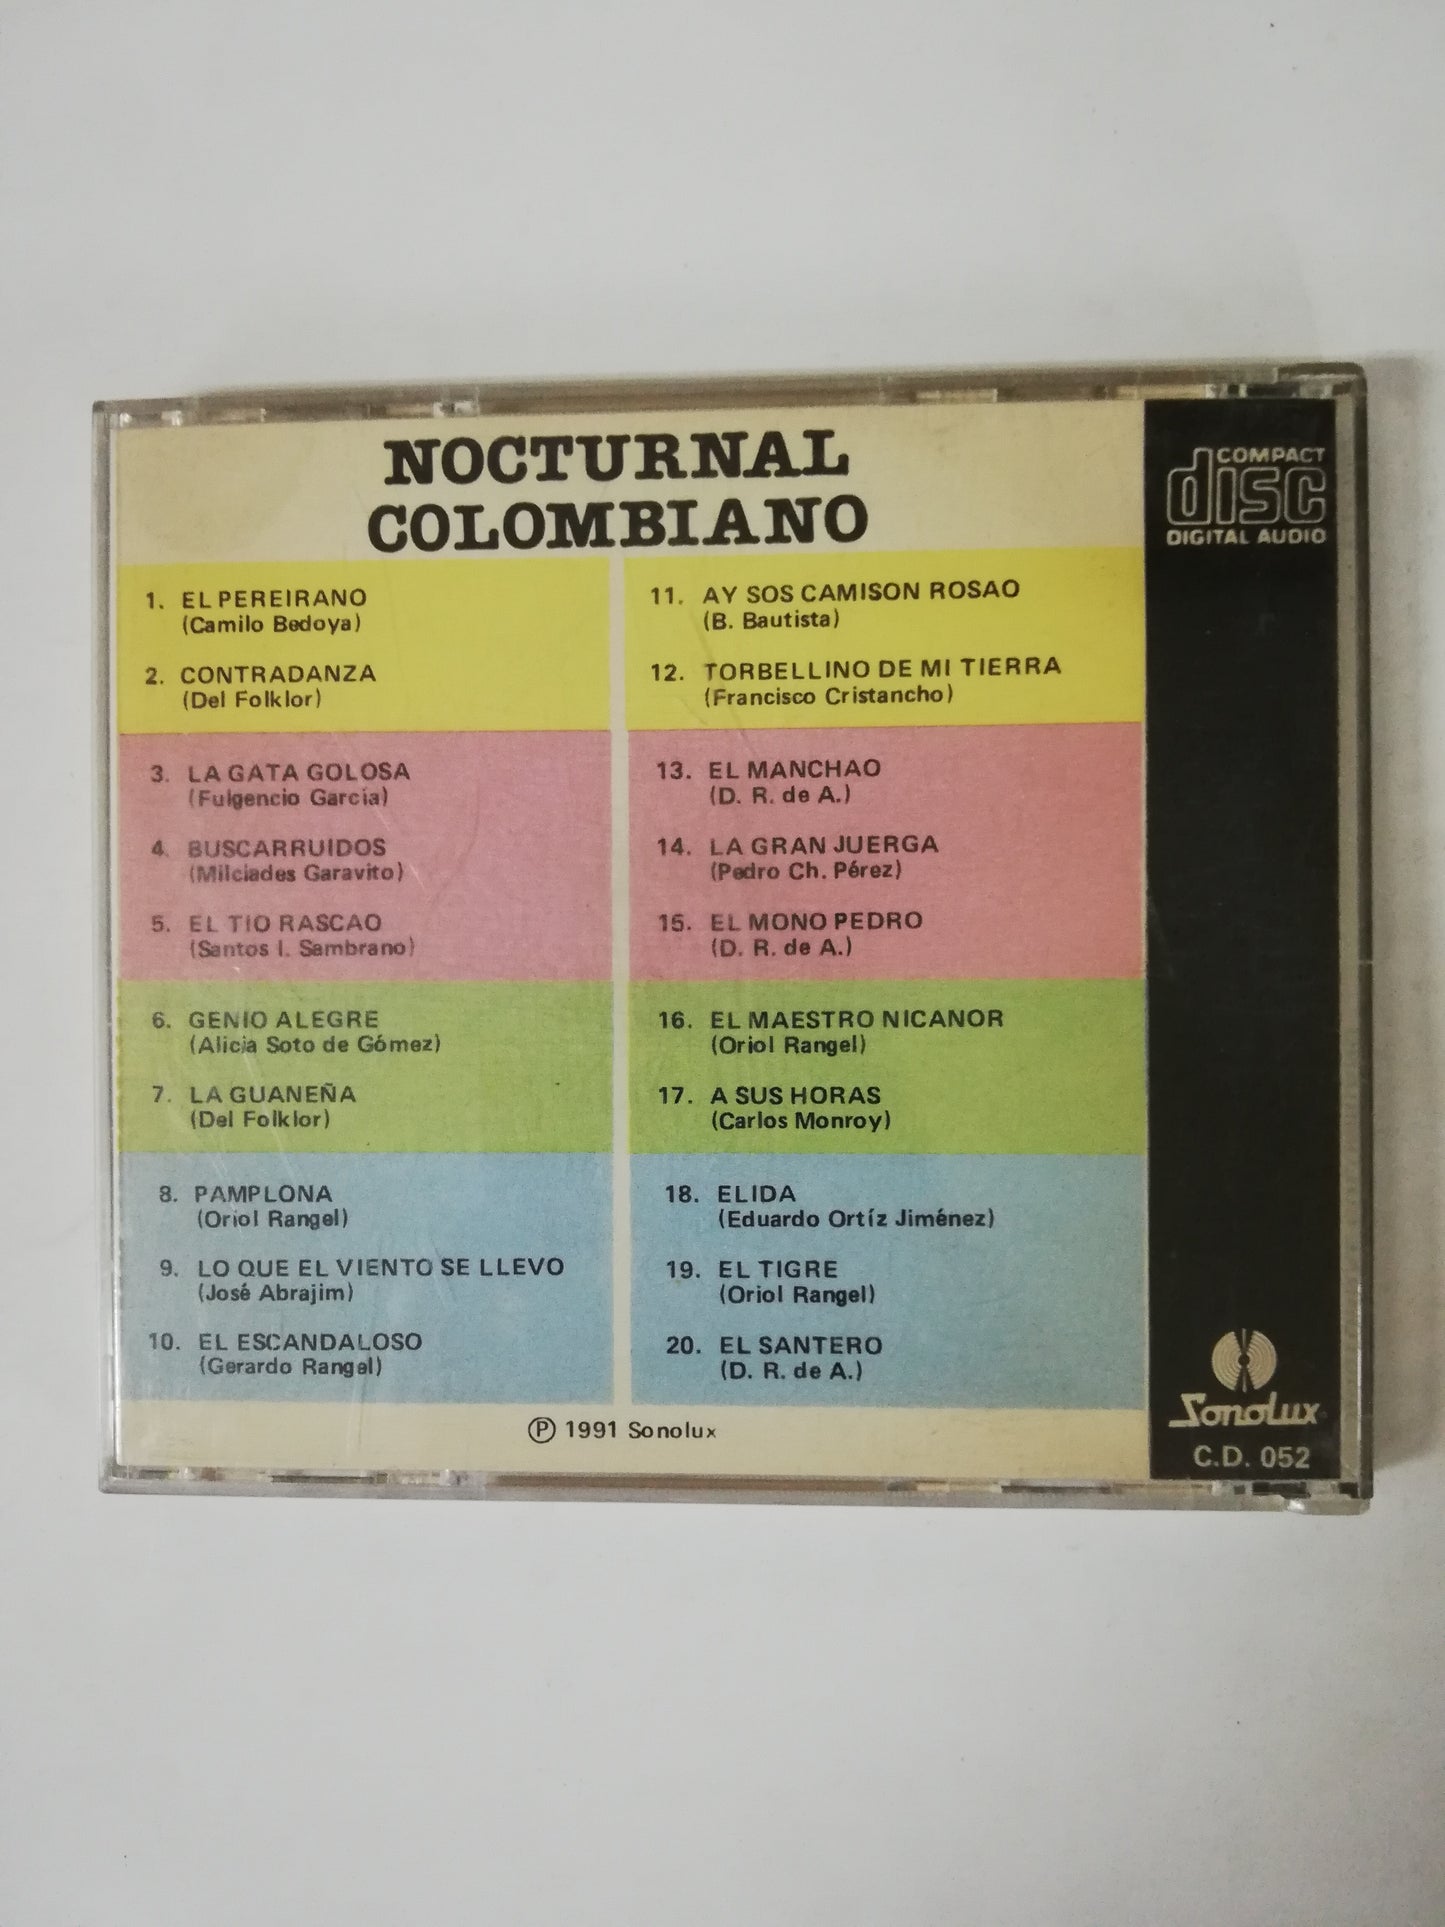 NOCTURNAL
COLOMBIANO
1. EL PEREIRANO
(Camilo Bedoya)
2. CONTRADANZA
(Del Folklor)
3. LA GATA GOLOSA
(Fulgencio García)
4. BUSCARRUIDOS
(Milciades Garavito)
5. EL TIO RASCAO
(Santos I. Sambrano)
6. GENIO ALEGRE
(Alicia Soto de Gómez)
7. LA GUANEÑA
(Del Folklor)
8. PAMPLONA
(Oriol Rangel)
9. LO QUE EL VIENTO SE LLEVO
(José Abrajim)
10. EL ESCANDALOSO
(Gerardo Rangel)
11. AY SOS CAMISON ROSAO
(B. Bautista)
12. TORBELLINO DE MI TIERRA
(Francisco Cristancho)
13. EL MANCHAO
(D. R. de A.)
14. LA GRAN JUERGA
(Pedro Ch. Pérez)
15. EL MONO PEDRO
(D. R. de A.)
16. EL MAESTRO NICANOR
(Oriol Rangel)
17. A SUS HORAS
(Carlos Monroy)
18. ELIDA
(Eduardo Ortíz Jiménez)
19. EL TIGRE
(Oriol Rangel)
20. EL SANTERO
(D. R. de A.)
℗ 1991 Sonolux
COMPACT
disc
DIGITAL AUDIO
Sonolux
C.D. 052